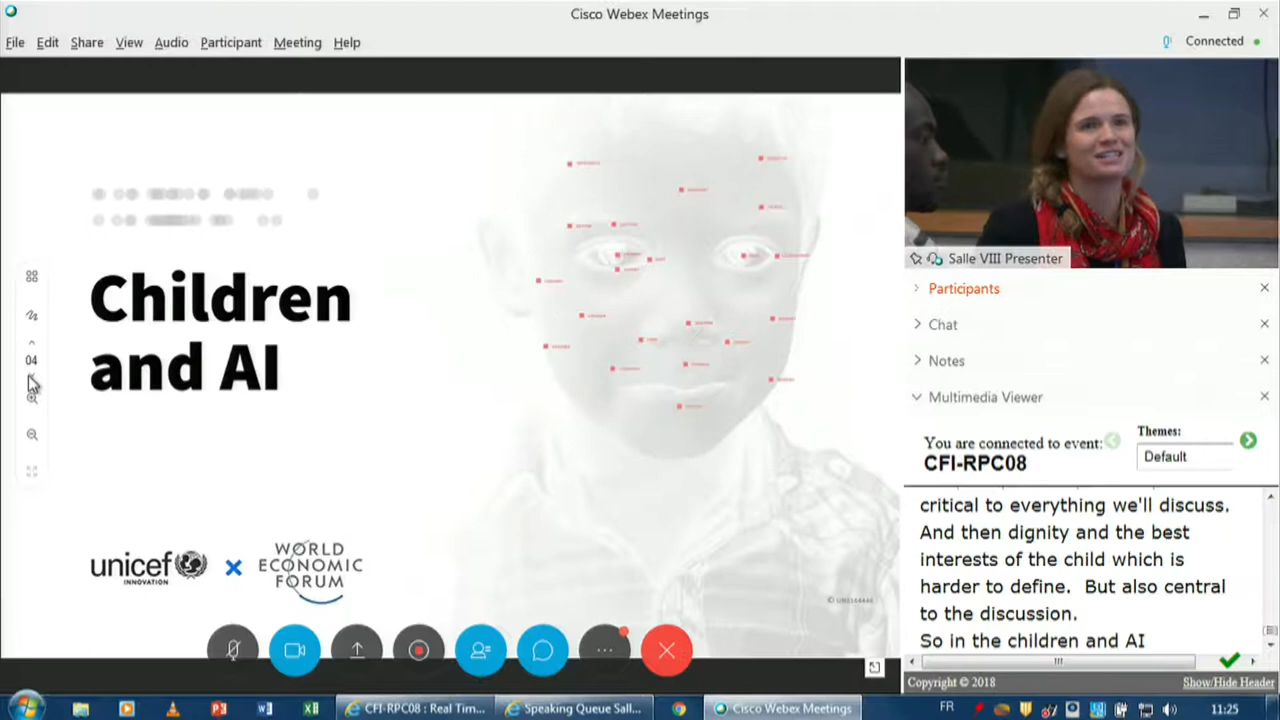 Cisco Webex Meetings
File Edit Share View Audio Participant Meeting Help
Connected
Children
and AI
04
unicef
INNOVATION
WORLD
ECONOMIC
FORUM
Salle VIII Presenter
Participants
Chat
Notes
Multimedia Viewer
You are connected to event:
CFI-RPC08
Themes:
Default
critical to everything we'll discuss.
And then dignity and the best
interests of the child which is
harder to define. But also central
to the discussion.
So in the children and AI
Copyright © 2018
Show/Hide Header
CFI-RPC08 : Real Tim...
Speaking Queue Sall...
Cisco Webex Meetings
FR
11:25